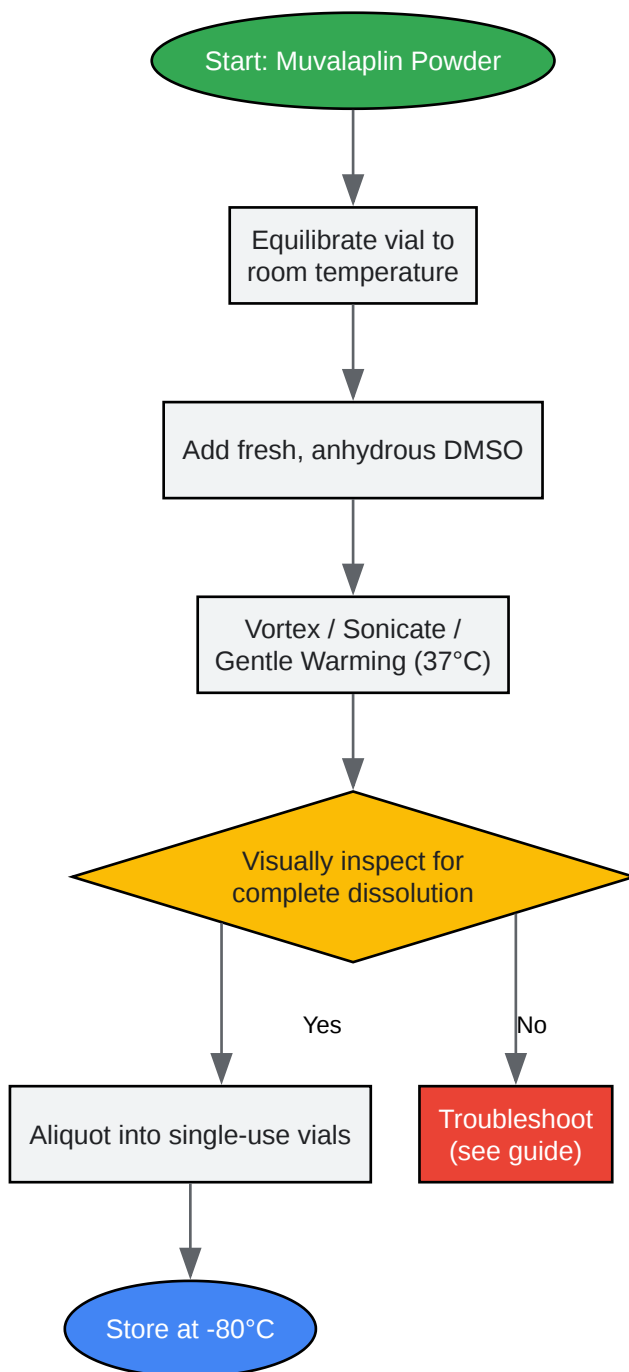 Start: Muvalaplin Powder
Equilibrate vial to
room temperature
Add fresh, anhydrous DMSO
Vortex / Sonicate /
Gentle Warming (37°C)
Visually inspect for
complete dissolution
Yes
No
Aliquot into single-use vials
Troubleshoot
(see guide)
Store at -80°C